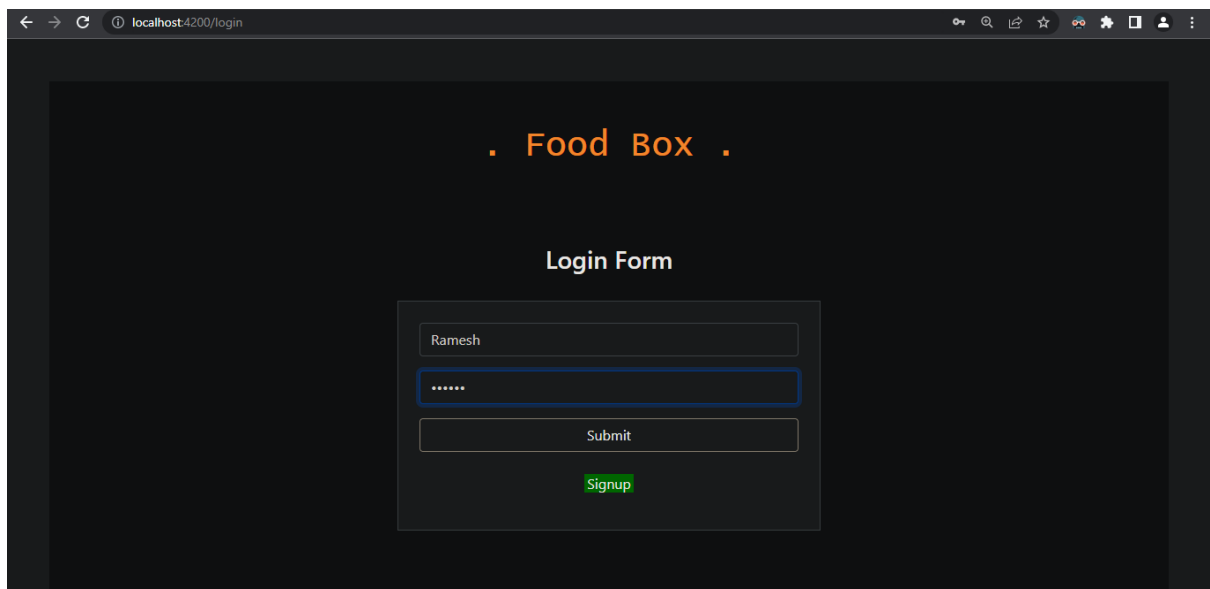 localhost:4200/login
. Food Box .
Login Form
Ramesh
••••••
Submit
Signup